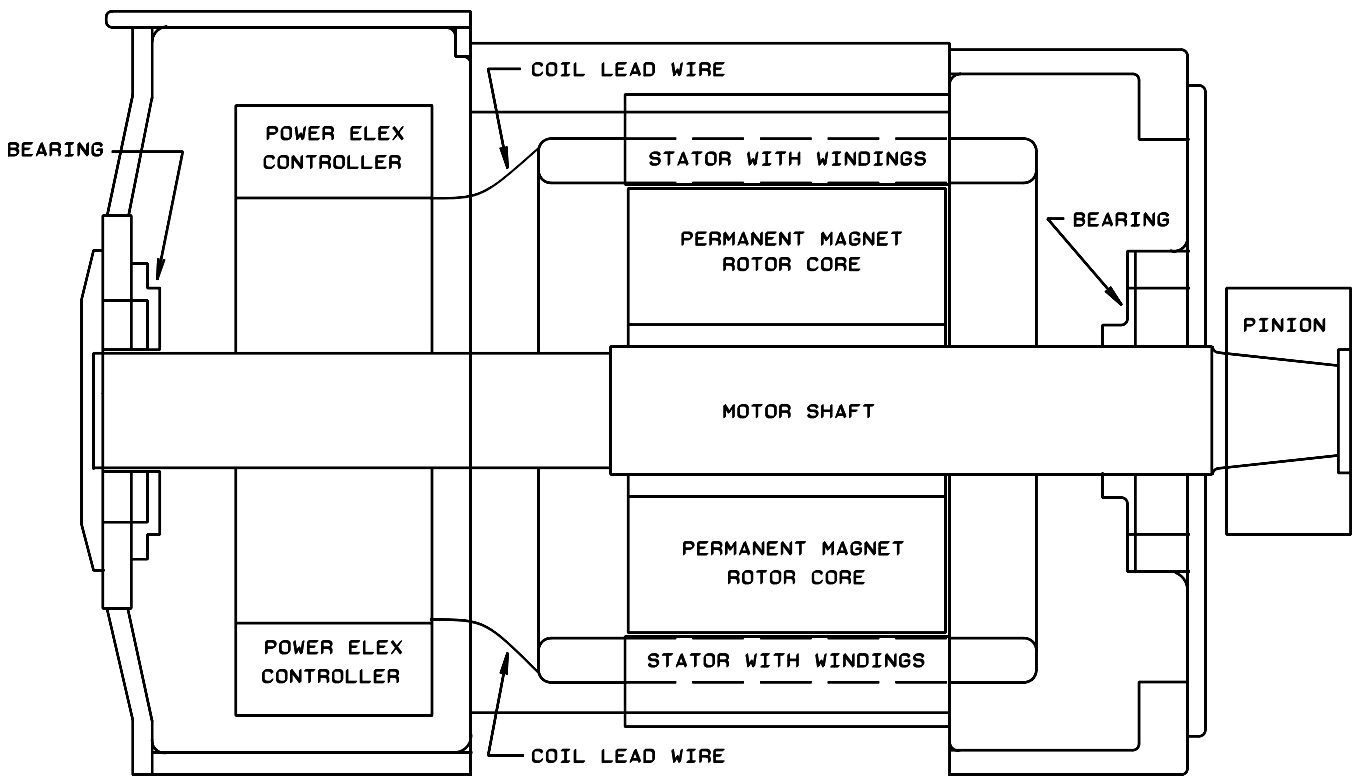 COIL LEAD WIRE
POWER ELEX
CONTROLLER
BEARING
STATOR WITH WINDINGS
BEARING
PERMANENT MAGNET
ROTOR CORE
PINION
MOTOR SHAFT
PERMANENT MAGNET
ROTOR CORE
POWER ELEX
CONTROLLER
STATOR WITH WINDINGS
COIL LEAD WIRE